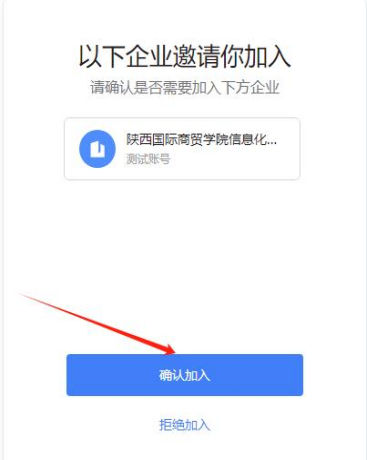 以下企业邀请你加入
请确认是否需要加入下方企业
陕西国际商贸学院信息化...
测试账号
确认加入
拒绝加入